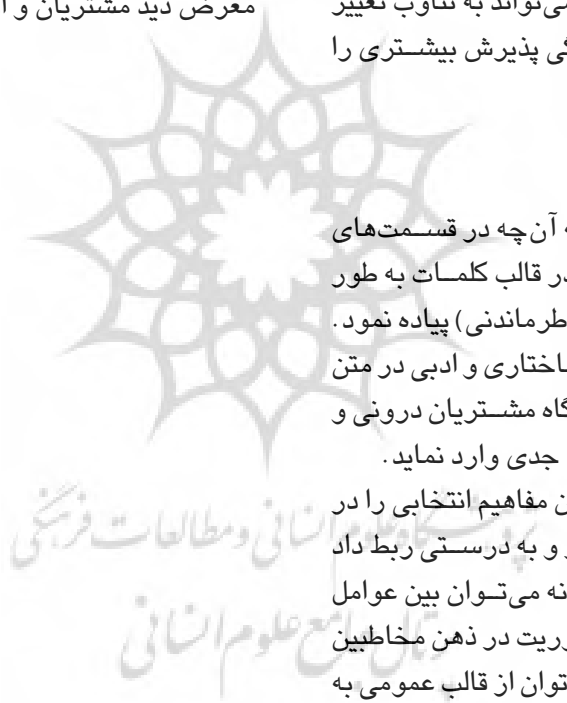 می‌تواند به تناوب تغییر
معرض دید مشتریان و ا
گی پذیرش بیشتری را
ه آن‌چه در قسمت‌های
در قالب کلمات به طور
طرماندنی) پیاده نمود.
ساختاری و ادبی در متن
گاه مشتریان درونی و
جدی وارد نماید.
ن مفاهیم انتخابی را در
پژوهشگاه علوم انسانی و مطالعات فرهنگی
و به درستی ربط داد
نه می‌توان بین عوامل
پرتال جامع علوم انسانی
وریت در ذهن مخاطبین
توان از قالب عمومی به